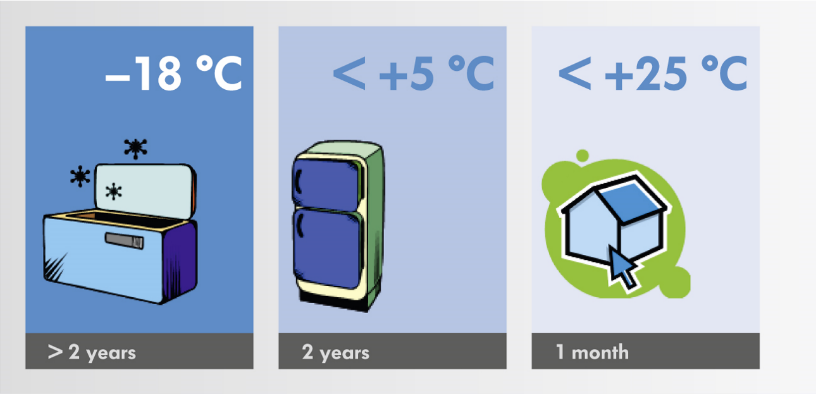 –18 °C
< +5 °C
< +25 °C
> 2 years
2 years
1 month